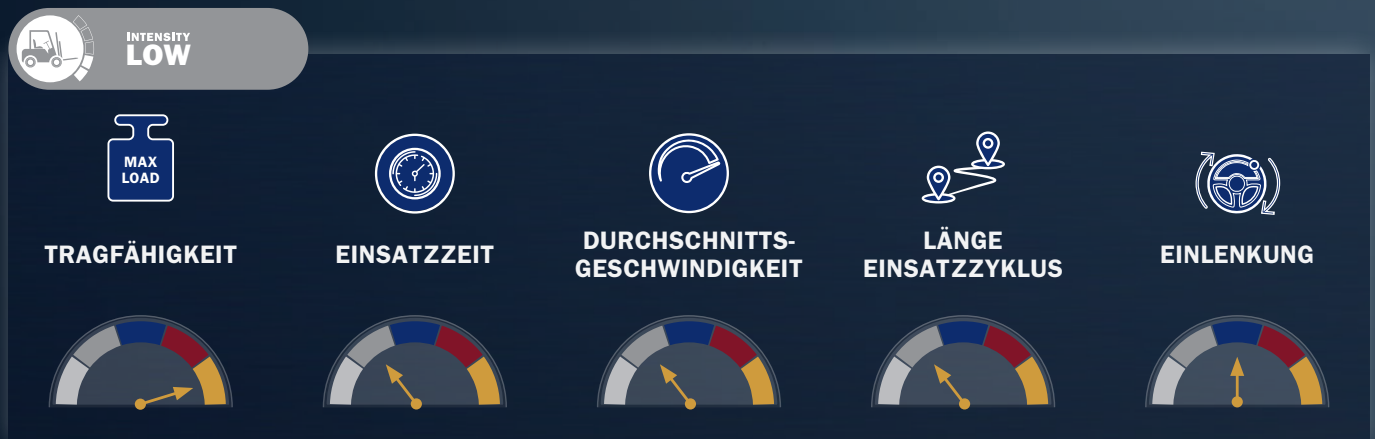 INTENSITY
LOW
MAX
LOAD
TRAGFÄHIGKEIT
EINSATZZEIT
DURCHSCHNITTS-
GESCHWINDIGKEIT
LÄNGE
EINSATZZYKLUS
EINLENKUNG